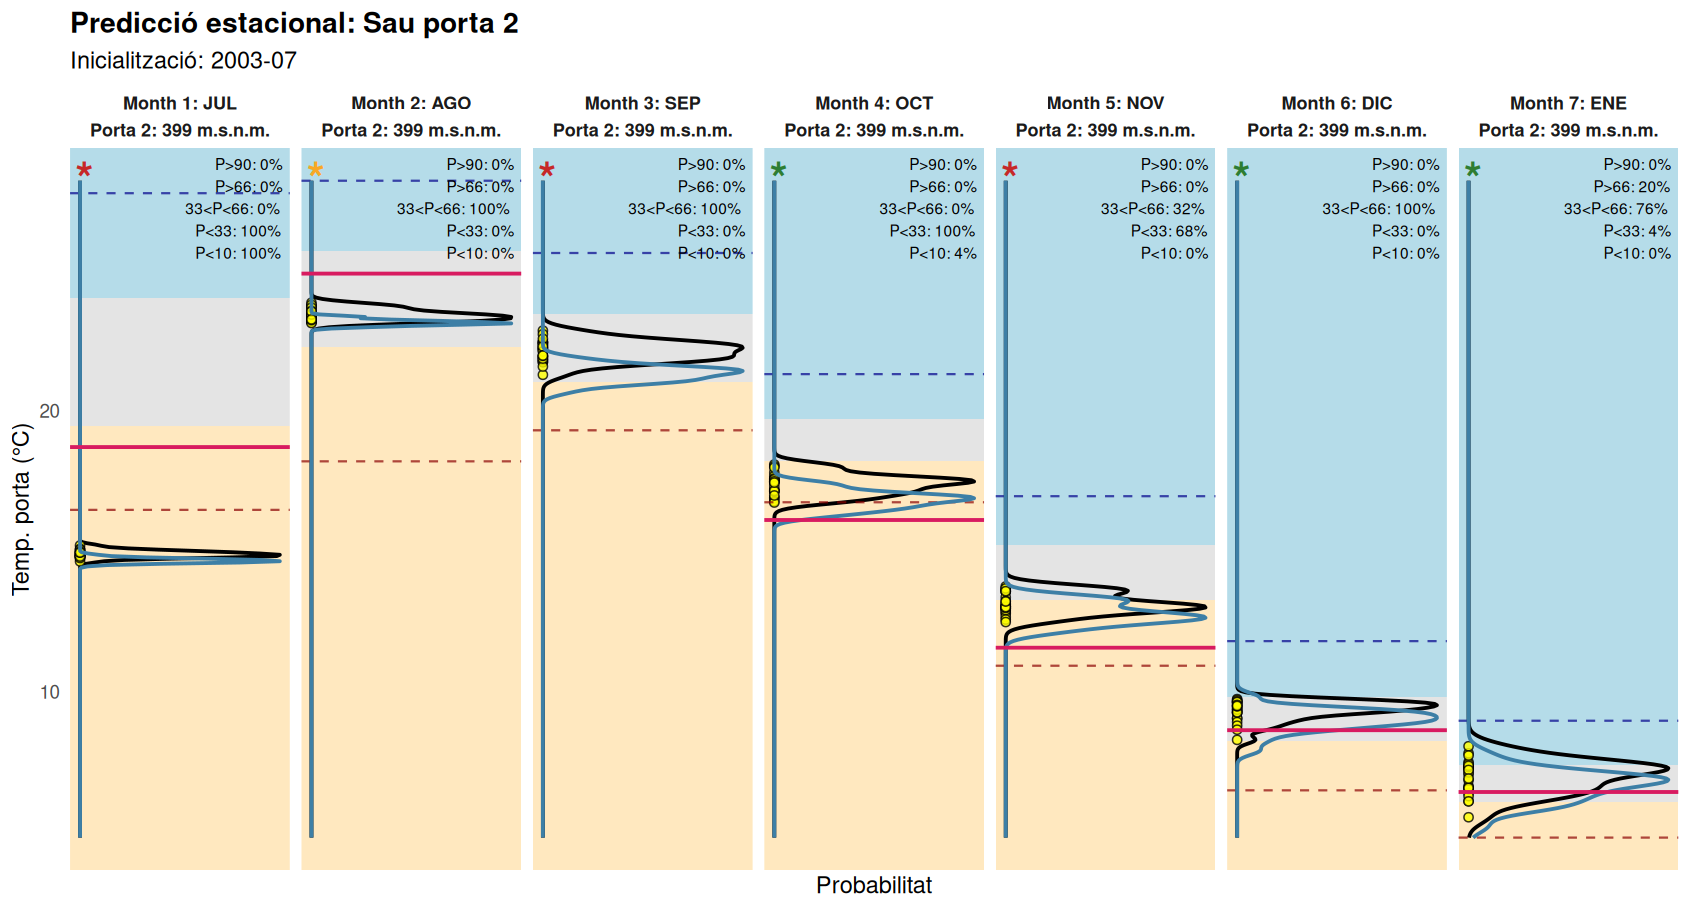 Predicció estacional: Sau porta 2
Inicialització: 2003-07
Month 1: JUL
Porta 2: 399 m.s.n.m.
Month 2: AGO
Porta 2: 399 m.s.n.m.
Month 3: SEP
Porta 2: 399 m.s.n.m.
Month 4: OCT
Porta 2: 399 m.s.n.m.
Month 5: NOV
Porta 2: 399 m.s.n.m.
Month 6: DIC
Porta 2: 399 m.s.n.m.
Month 7: ENE
Porta 2: 399 m.s.n.m.
*
P>90: 0%
P>66: 0%
33<P<66: 0%
P<33: 100%
P<10: 100%
*
P>90: 0%
P>66: 0%
33<P<66: 100%
P<33: 0%
P<10: 0%
*
P>90: 0%
P>66: 0%
33<P<66: 100%
P<33: 0%
P<10: 0%
*
P>90: 0%
P>66: 0%
33<P<66: 0%
P<33: 100%
P<10: 4%
*
P>90: 0%
P>66: 0%
33<P<66: 32%
P<33: 68%
P<10: 0%
*
P>90: 0%
P>66: 0%
33<P<66: 100%
P<33: 0%
P<10: 0%
*
P>90: 0%
P>66: 20%
33<P<66: 76%
P<33: 4%
P<10: 0%
Temp. porta (°C)
20
10
Probabilitat